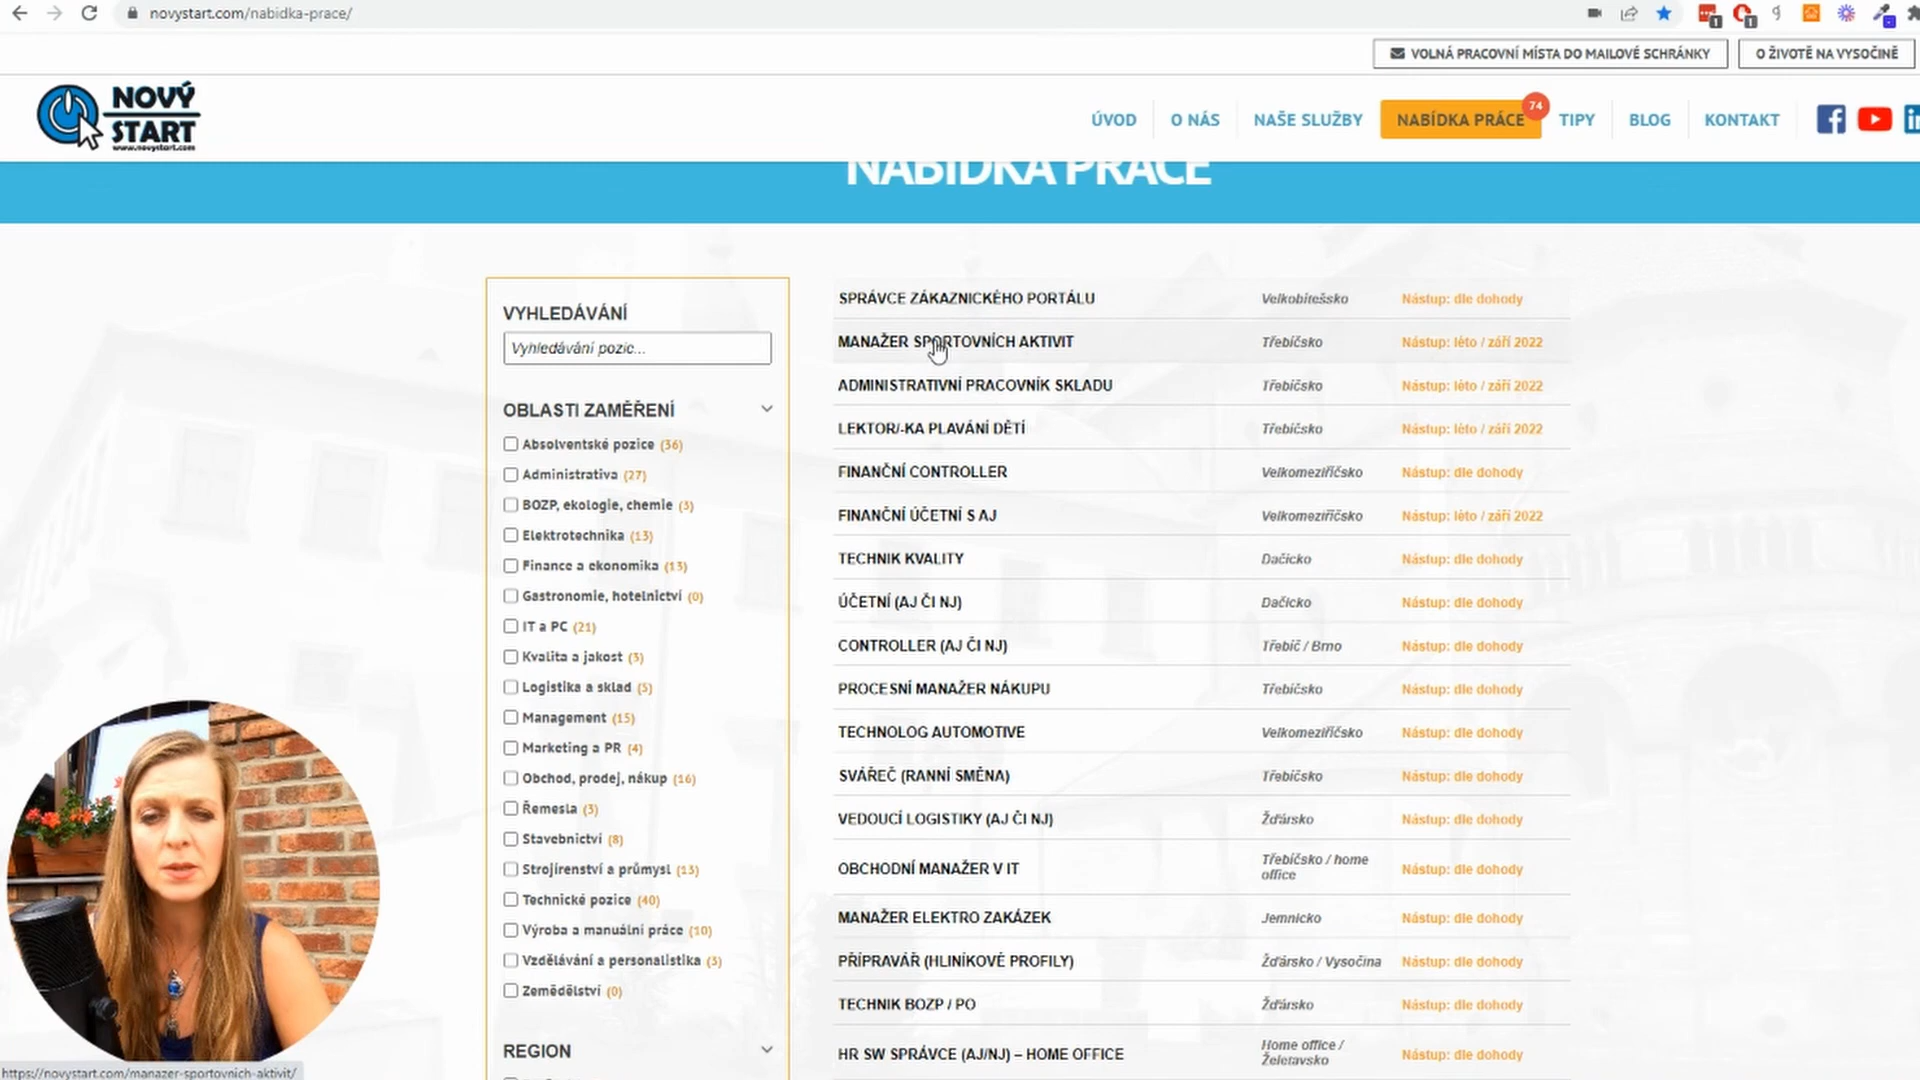 novystart.com/nabidka-prace/
VOLNÁ PRACOVNÍ MÍSTA DO MAILOVÉ SCHRÁNKY
O ŽIVOTĚ NA VYSOČINĚ
NOVÝ
START
www.novystart.com
ÚVOD
O NÁS
NAŠE SLUŽBY
NABÍDKA PRÁCE
74
TIPY
BLOG
KONTAKT
NABÍDKA PRÁCE
VYHLEDÁVÁNÍ
Vyhledávání pozic...
OBLASTI ZAMĚŘENÍ
Absolventské pozice (36)
Administrativa (27)
BOZP, ekologie, chemie (3)
Elektrotechnika (13)
Finance a ekonomika (13)
Gastronomie, hotelnictví (0)
IT a PC (21)
Kvalita a jakost (3)
Logistika a sklad (5)
Management (15)
Marketing a PR (4)
Obchod, prodej, nákup (16)
Řemesla (3)
Stavebnictví (8)
Strojírenství a průmysl (13)
Technické pozice (40)
Výroba a manuální práce (10)
Vzdělávání a personalistika (3)
Zemědělství (0)
REGION
SPRÁVCE ZÁKAZNICKÉHO PORTÁLU Velkobítešsko Nástup: dle dohody
MANAŽER SPORTOVNÍCH AKTIVIT Třebíčsko Nástup: léto / září 2022
ADMINISTRATIVNÍ PRACOVNÍK SKLADU Třebíčsko Nástup: léto / září 2022
LEKTOR/-KA PLAVÁNÍ DĚTÍ Třebíčsko Nástup: léto / září 2022
FINANČNÍ CONTROLLER Velkomeziříčsko Nástup: dle dohody
FINANČNÍ ÚČETNÍ S AJ Velkomeziříčsko Nástup: léto / září 2022
TECHNIK KVALITY Dačicko Nástup: dle dohody
ÚČETNÍ (AJ ČI NJ) Dačicko Nástup: dle dohody
CONTROLLER (AJ ČI NJ) Třebíč / Brno Nástup: dle dohody
PROCESNÍ MANAŽER NÁKUPU Třebíčsko Nástup: dle dohody
TECHNOLOG AUTOMOTIVE Velkomeziříčsko Nástup: dle dohody
SVÁŘEČ (RANNÍ SMĚNA) Třebíčsko Nástup: dle dohody
VEDOUCÍ LOGISTIKY (AJ ČI NJ) Žďársko Nástup: dle dohody
OBCHODNÍ MANAŽER V IT Třebíčsko / home office Nástup: dle dohody
MANAŽER ELEKTRO ZAKÁZEK Jemnicko Nástup: dle dohody
PŘÍPRAVÁŘ (HLINÍKOVÉ PROFILY) Žďársko / Vysočina Nástup: dle dohody
TECHNIK BOZP / PO Žďársko Nástup: dle dohody
HR SW SPRÁVCE (AJ/NJ) – HOME OFFICE Home office / Želetavsko Nástup: dle dohody
https://novystart.com/manazer-sportovnich-aktivit/